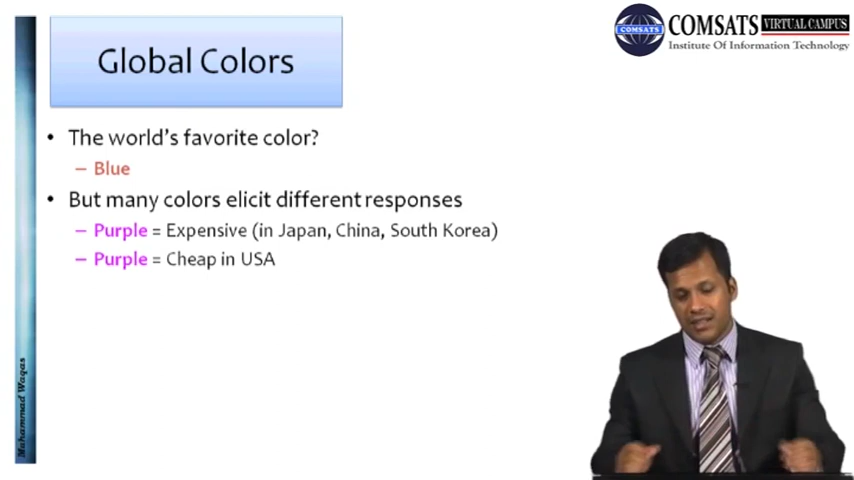 Global Colors
COMSATS VIRTUAL CAMPUS
Institute Of Information Technology
COMSATS
• The world's favorite color?
– Blue
• But many colors elicit different responses
– Purple = Expensive (in Japan, China, South Korea)
– Purple = Cheap in USA
Muhammad Waqas